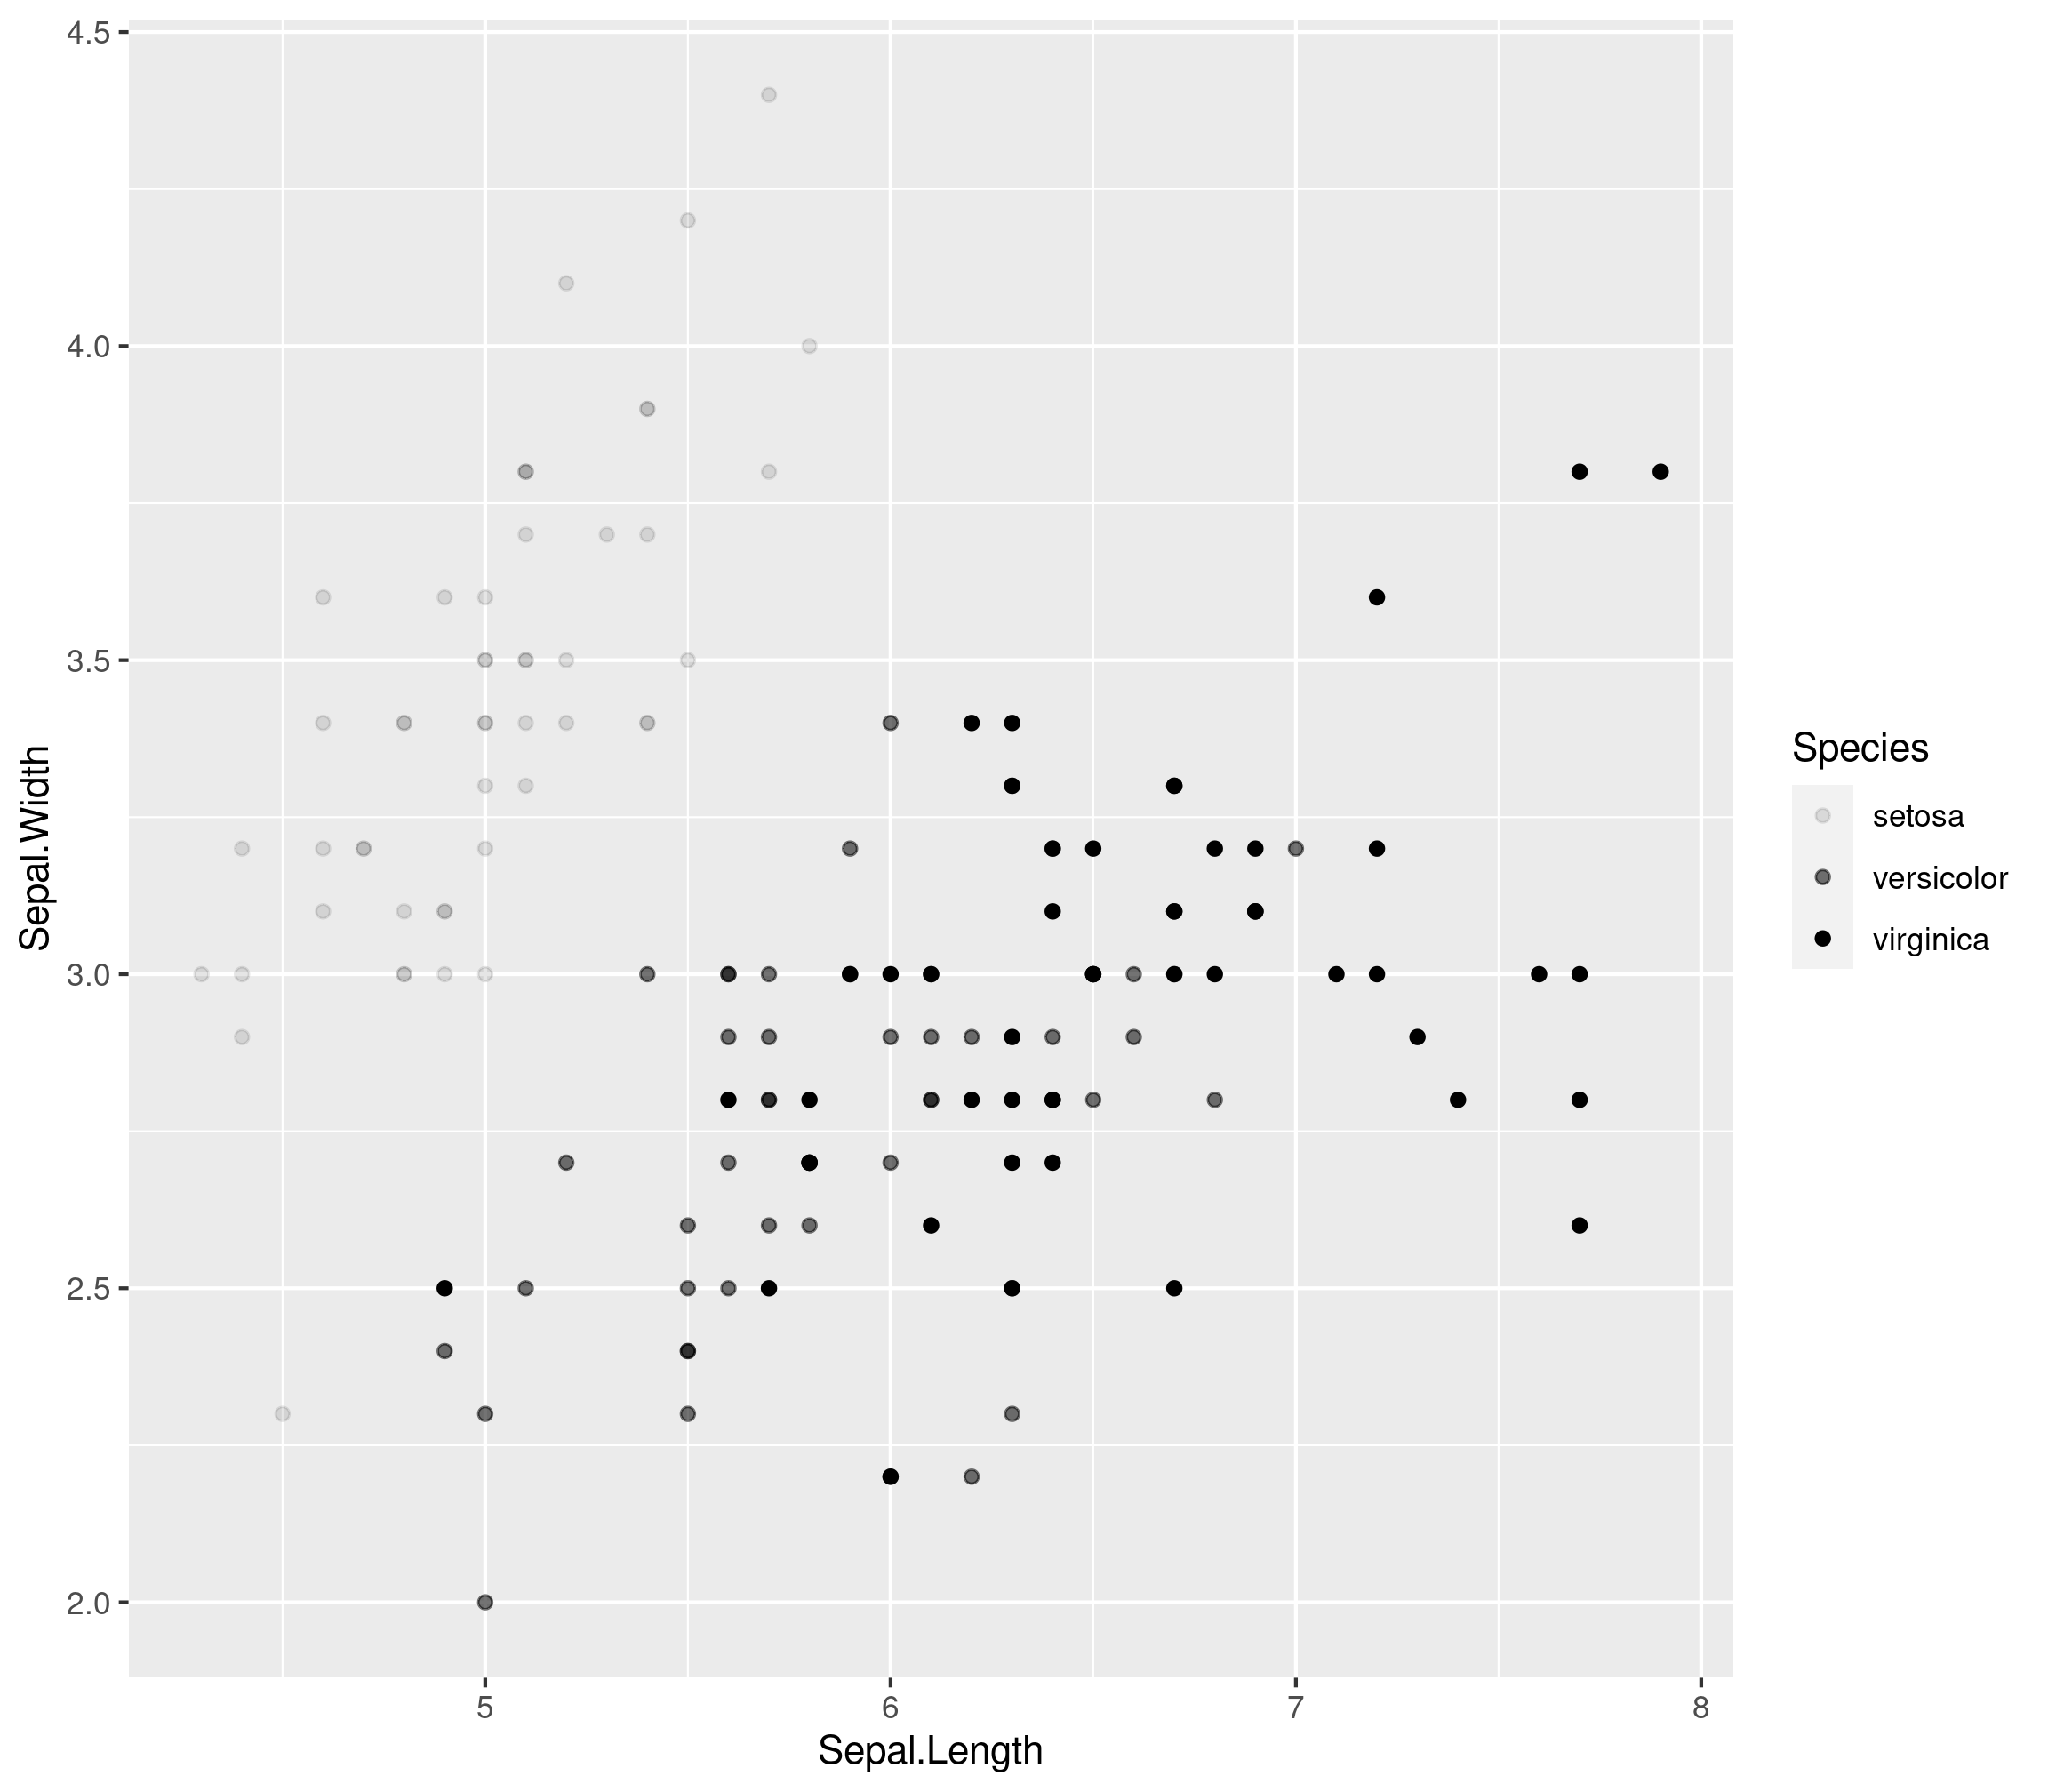 4.5
4.0
3.5
3.0
2.5
2.0
Sepal.Width
5 6 7 8
Sepal.Length
Species
setosa
versicolor
virginica